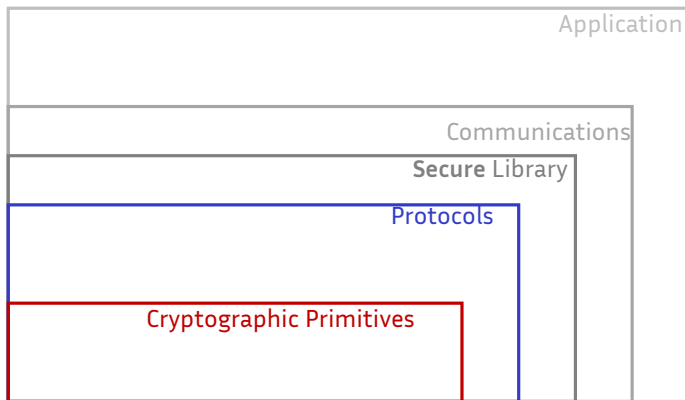 Application
Communications
Secure Library
Protocols
Cryptographic Primitives